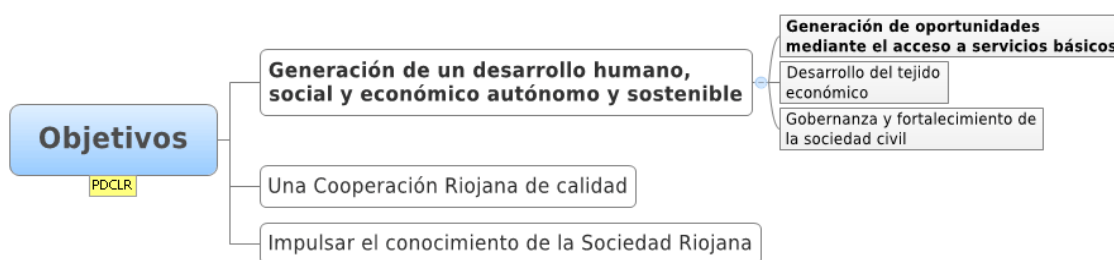 Objetivos
PDCLR
Generación de un desarrollo humano,
social y económico autónomo y sostenible
Generación de oportunidades
mediante el acceso a servicios básicos
Desarrollo del tejido
económico
Gobernanza y fortalecimiento de
la sociedad civil
Una Cooperación Riojana de calidad
Impulsar el conocimiento de la Sociedad Riojana